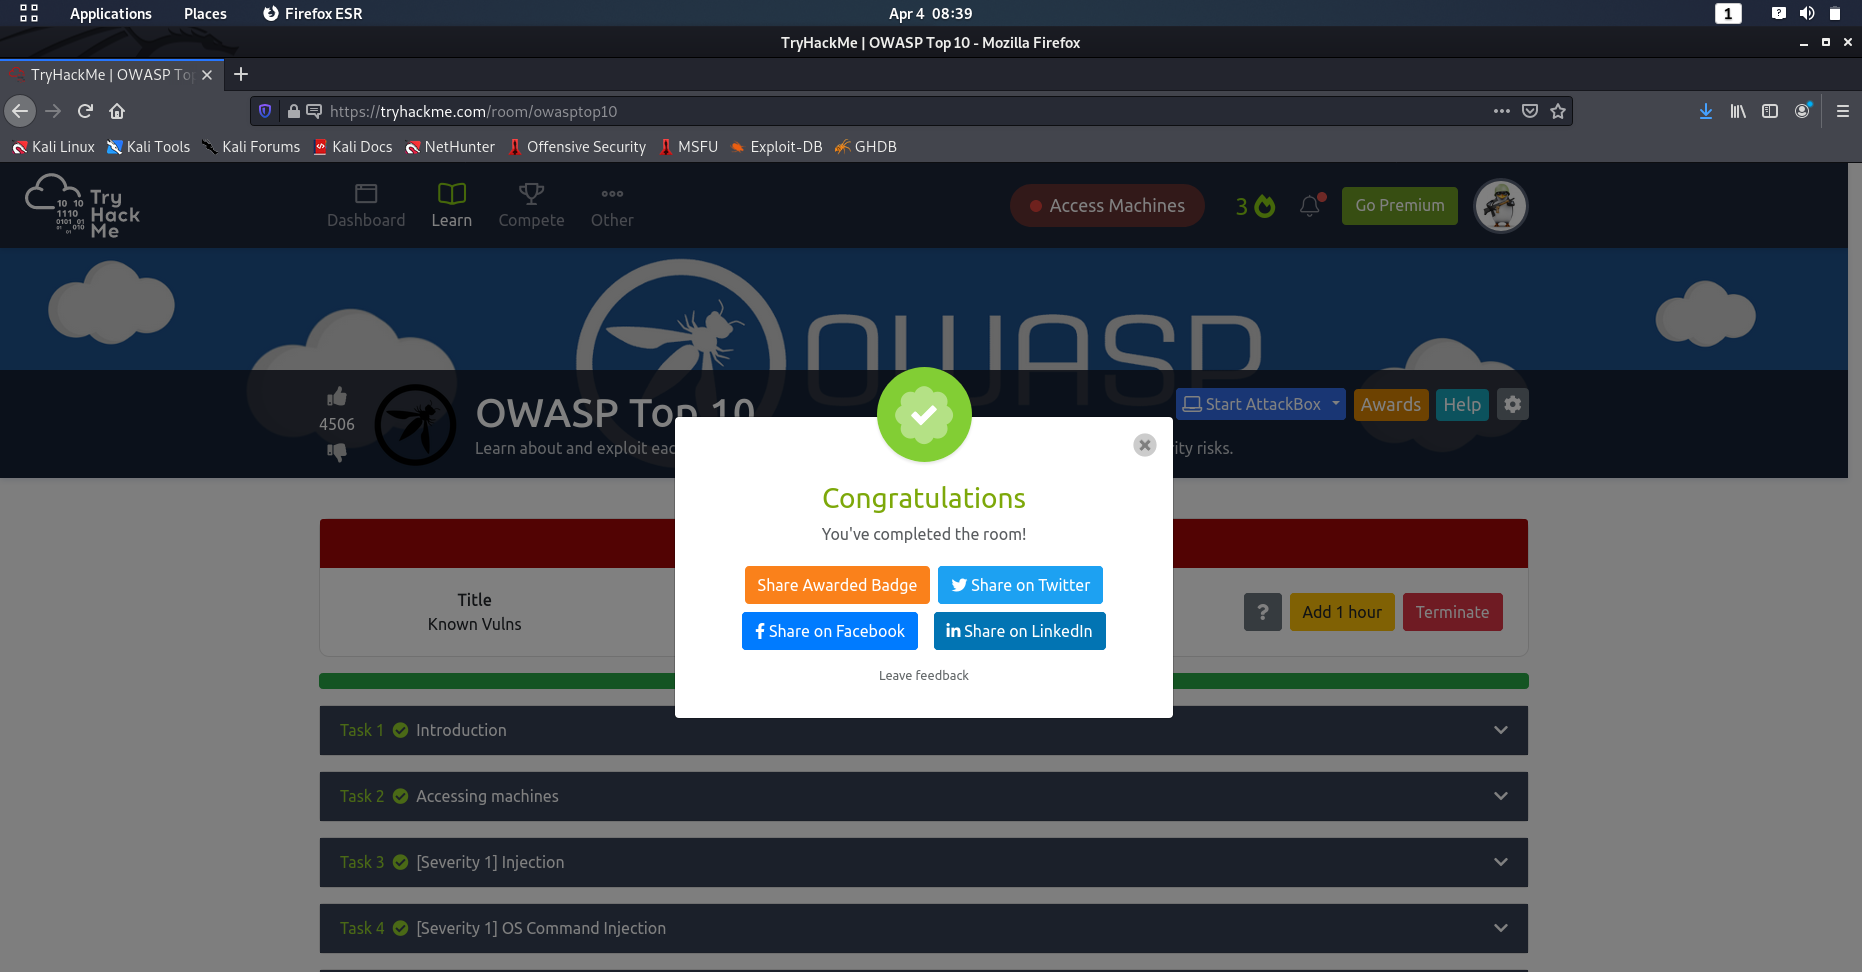 Applications Places Firefox ESR Apr 4 08:39 1
TryHackMe | OWASP Top 10 - Mozilla Firefox
TryHackMe | OWASP Top
https://tryhackme.com/room/owasptop10
Kali Linux Kali Tools Kali Forums Kali Docs NetHunter Offensive Security MSFU Exploit-DB GHDB
Try Hack Me
Dashboard Learn Compete Other Access Machines 3 Go Premium
OWASP
4506
OWASP Top 10
Start AttackBox Awards Help
Learn about and exploit eac
ity risks.
Congratulations
You've completed the room!
Share Awarded Badge Share on Twitter
Share on Facebook Share on LinkedIn
Leave feedback
Title
Known Vulns
? Add 1 hour Terminate
Task 1 Introduction
Task 2 Accessing machines
Task 3 [Severity 1] Injection
Task 4 [Severity 1] OS Command Injection